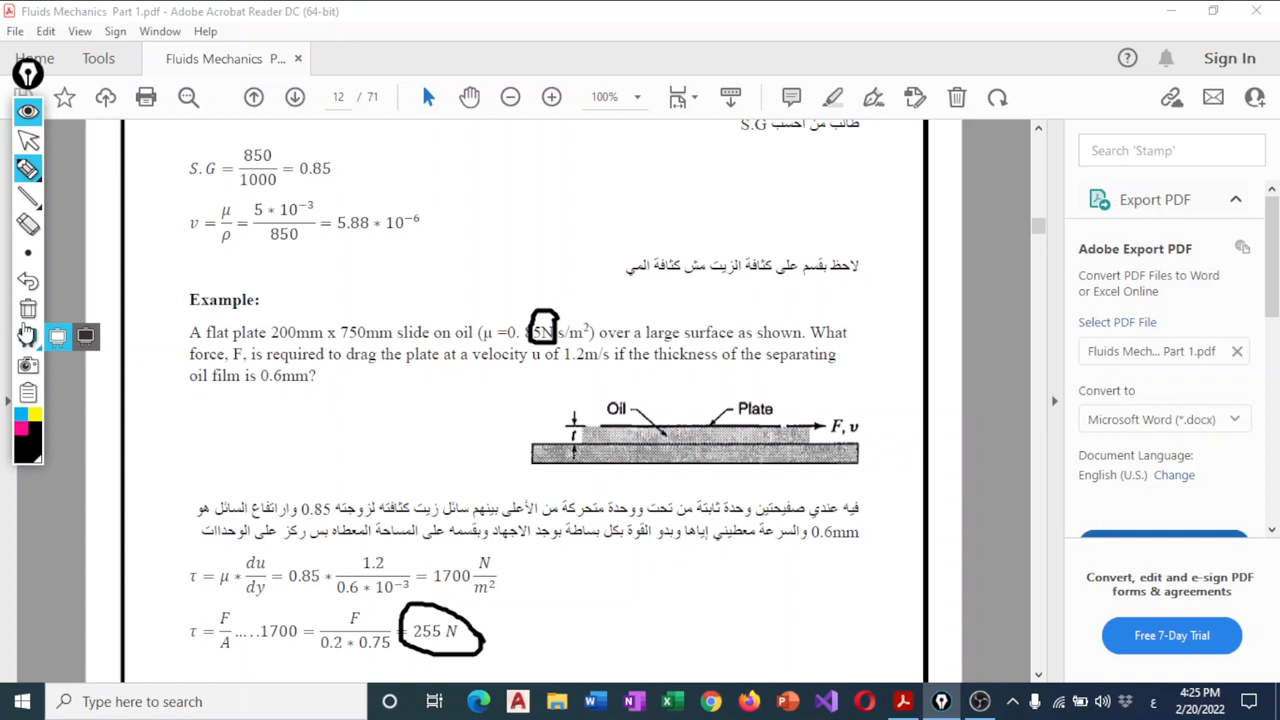 Fluids Mechanics Part 1.pdf - Adobe Acrobat Reader DC (64-bit)
File Edit View Sign Window Help
Home Tools Fluids Mechanics P... ×
Sign In
12 / 71 100%
طالب من احسب S.G
S.G = 850/1000 = 0.85
υ = μ/ρ = 5 * 10⁻³/850 = 5.88 * 10⁻⁶
لاحظ بقسم على كثافة الزيت مش كثافة المي
Example:
A flat plate 200mm x 750mm slide on oil (μ =0. 85N s/m²) over a large surface as shown. What
force, F, is required to drag the plate at a velocity u of 1.2m/s if the thickness of the separating
oil film is 0.6mm?
Oil Plate
t F, υ
فيه عندي صفيحتين وحدة ثابتة من تحت ووحدة متحركة من الأعلى بينهم سائل زيت كثافته لزوجته 0.85 واراتفاع السائل هو
0.6mm والسرعة معطيني إياها وبدو القوة بكل بساطة بوجد الاجهاد وبقسمه على المساحة المعطاه بس ركز على الوحداات
τ = μ * du/dy = 0.85 * 1.2/0.6 * 10⁻³ = 1700 N/m²
τ = F/A .....1700 = F/0.2 * 0.75 = 255 N
Search 'Stamp'
Export PDF
Adobe Export PDF
Convert PDF Files to Word
or Excel Online
Select PDF File
Fluids Mech... Part 1.pdf
Convert to
Microsoft Word (*.docx)
Document Language:
English (U.S.) Change
Convert, edit and e-sign PDF
forms & agreements
Free 7-Day Trial
Type here to search
ع
4:25 PM
2/20/2022